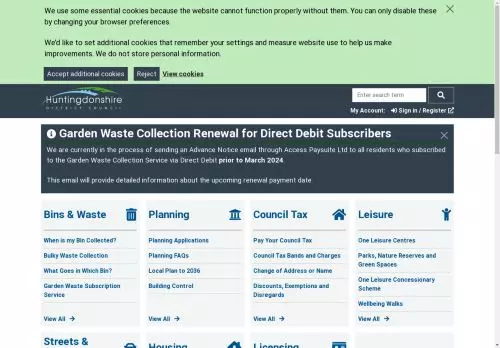 We use some essential cookies because the website cannot function properly without them. You can only disable these
by changing your browser preferences.
We'd like to set additional cookies that remember your settings and measure website use to help us make
improvements. We do not store personal information.
Accept additional cookies
Reject
View cookies
Huntingdonshire
DISTRICT COUNCIL
Enter search term
My Account: Sign in / Register
Garden Waste Collection Renewal for Direct Debit Subscribers
We are currently in the process of sending an Advance Notice email through Access Paysuite Ltd to all residents who subscribed
to the Garden Waste Collection Service via Direct Debit prior to March 2024.
This email will provide detailed information about the upcoming renewal payment date
Bins & Waste
When is my Bin Collected?
Bulky Waste Collection
What Goes in Which Bin?
Garden Waste Subscription
Service
View All
Planning
Planning Applications
Planning FAQs
Local Plan to 2036
Building Control
View All
Council Tax
Pay Your Council Tax
Council Tax Bands and Charges
Change of Address or Name
Discounts, Exemptions and
Disregards
View All
Leisure
One Leisure Centres
Parks, Nature Reserves and
Green Spaces
One Leisure Concessionary
Scheme
Wellbeing Walks
View All
Streets &
Housing
Licensing